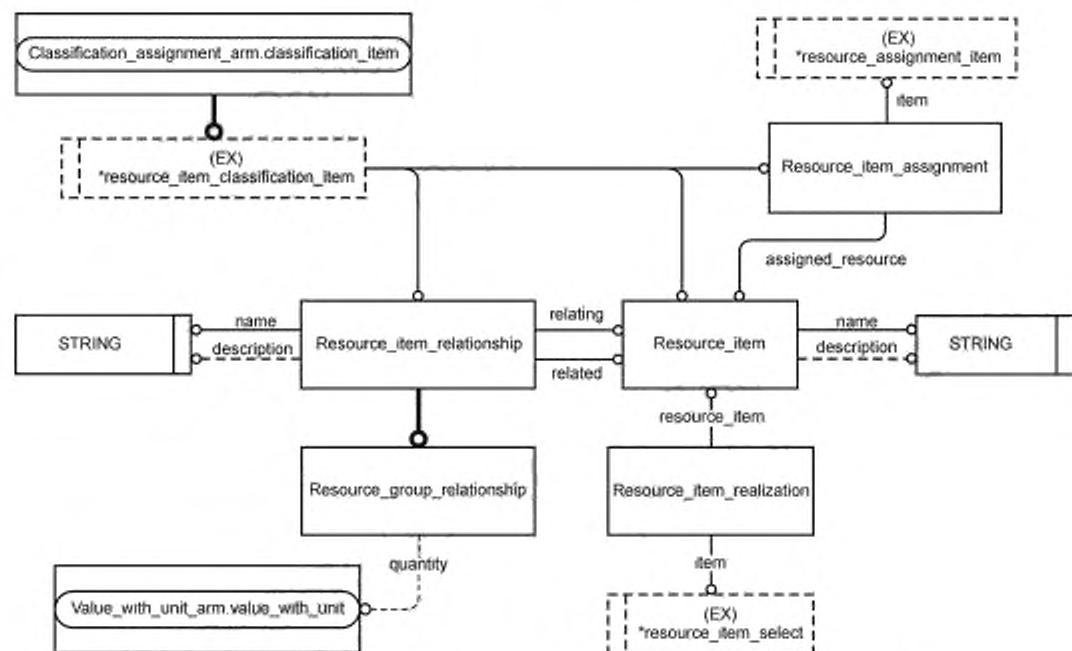 Classification_assignment_arm.classification_item
(EX)
*resource_assignment_item
item
(EX)
*resource_item_classification_item
Resource_item_assignment
assigned_resource
STRING
name
description
Resource_item_relationship
relating
related
Resource_item
name
description
STRING
resource_item
Resource_group_relationship
Resource_item_realization
quantity
item
Value_with_unit_arm.value_with_unit
(EX)
*resource_item_select